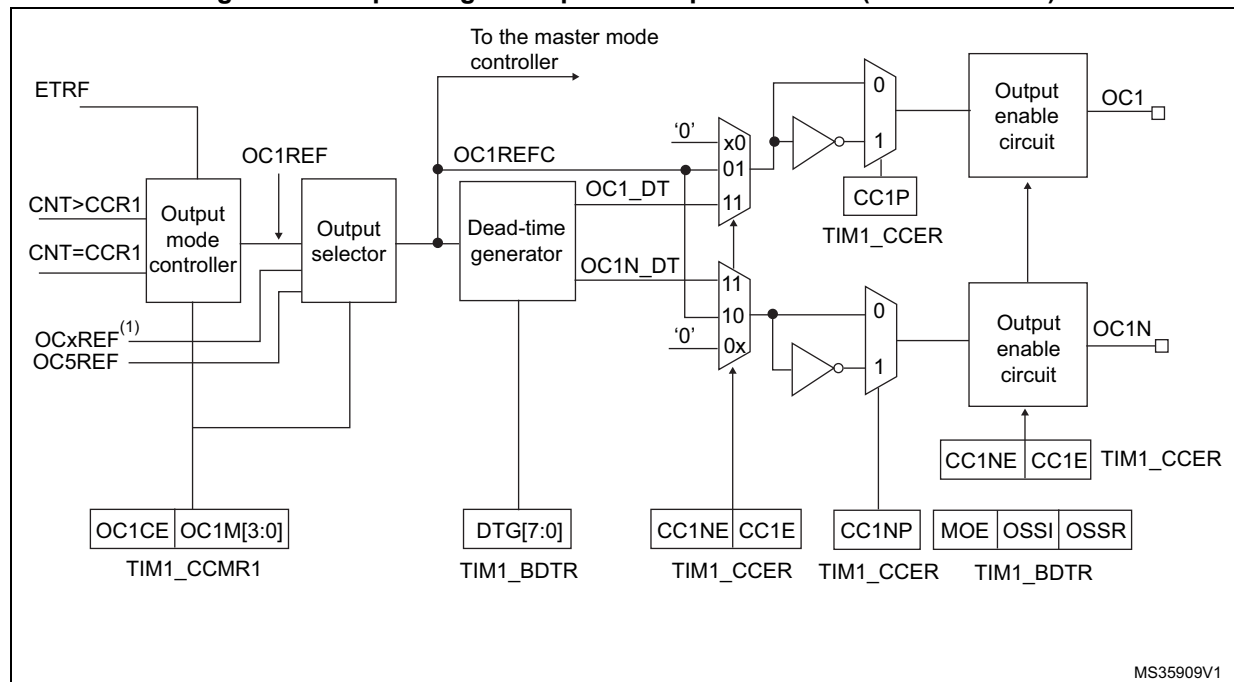 To the master mode
controller
ETRF
OC1REF
CNT>CCR1
CNT=CCR1
Output
mode
controller
OCxREF(1)
OC5REF
Output
selector
OC1REFC
Dead-time
generator
OC1_DT
OC1N_DT
'0'
x0
01
11
11
10
'0'
0x
0
1
CC1P
TIM1_CCER
0
1
Output
enable
circuit
OC1
Output
enable
circuit
OC1N
CC1NE CC1E TIM1_CCER
OC1CE OC1M[3:0]
TIM1_CCMR1
DTG[7:0]
TIM1_BDTR
CC1NE CC1E
TIM1_CCER
CC1NP
TIM1_CCER
MOE OSSI OSSR
TIM1_BDTR
MS35909V1